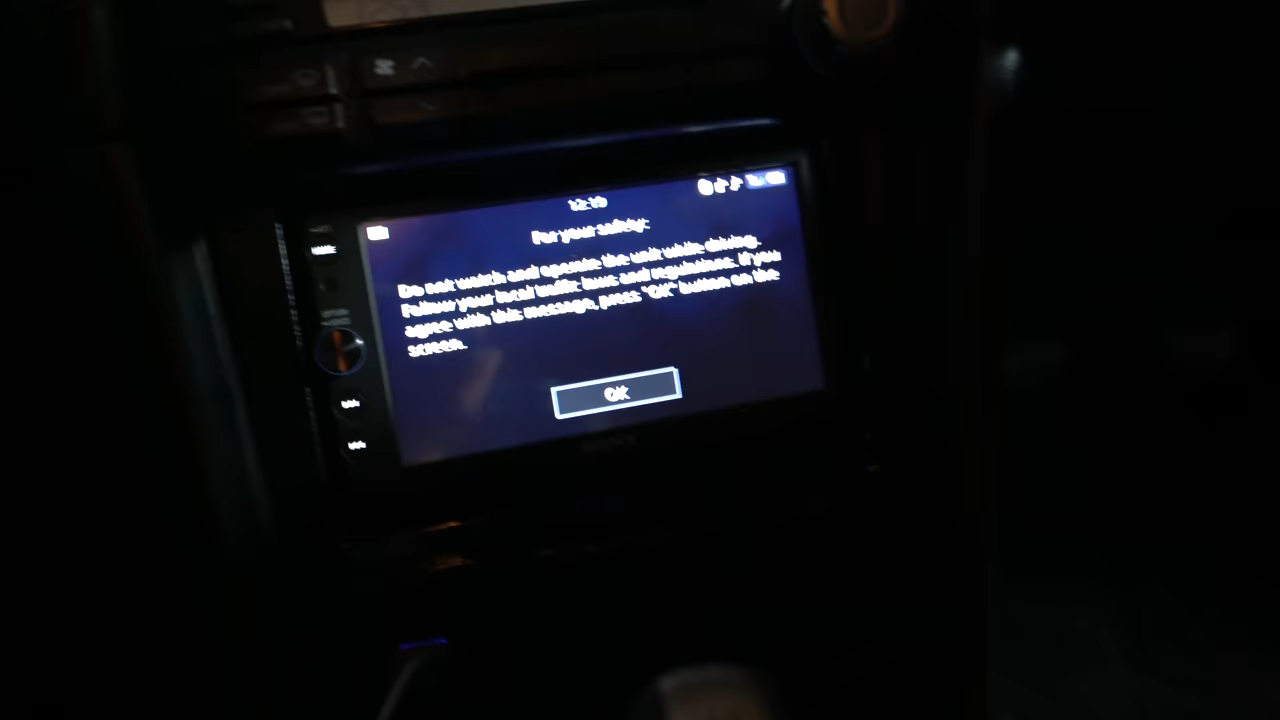 For your safety:
Do not watch and operate the unit while driving.
Follow your local traffic laws and regulations. If you
agree with this message, press "OK" button on the
screen.
OK
SONY